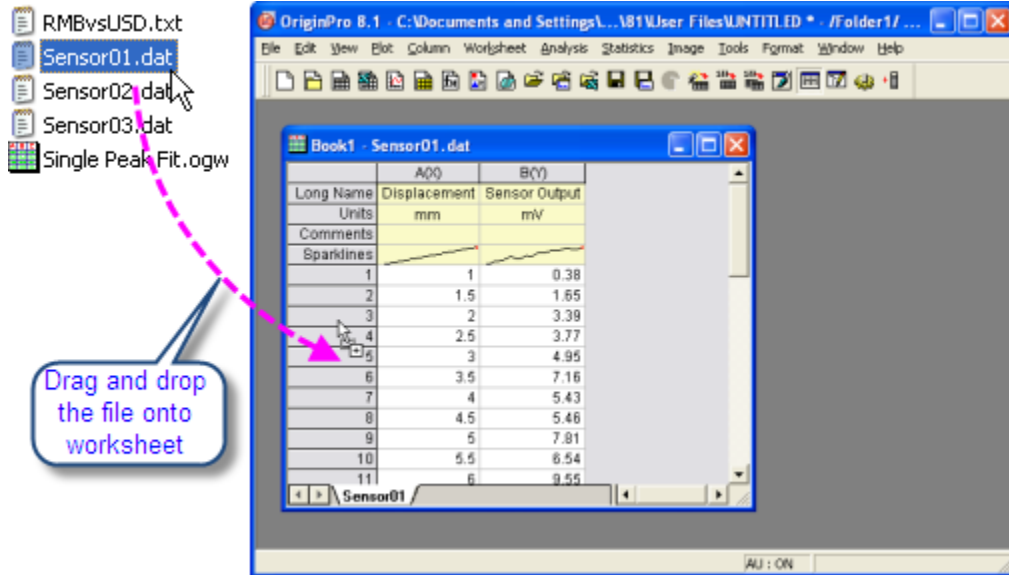 RMBvsUSD.txt
Sensor01.dat
Sensor02.dat
Sensor03.dat
Single Peak Fit.ogw
Drag and drop
the file onto
worksheet
OriginPro 8.1 - C:\Documents and Settings\...\81\User Files\UNTITLED * - /Folder1/ ...
File Edit View Plot Column Worksheet Analysis Statistics Image Tools Format Window Help
Book1 - Sensor01.dat
A(X) B(Y)
Long Name Displacement Sensor Output
Units mm mV
Comments
Sparklines
1 1 0.38
2 1.5 1.65
3 2 3.39
4 2.5 3.77
5 3 4.95
6 3.5 7.16
7 4 5.43
8 4.5 5.46
9 5 7.81
10 5.5 6.54
11 6 9.55
Sensor01
AU : ON